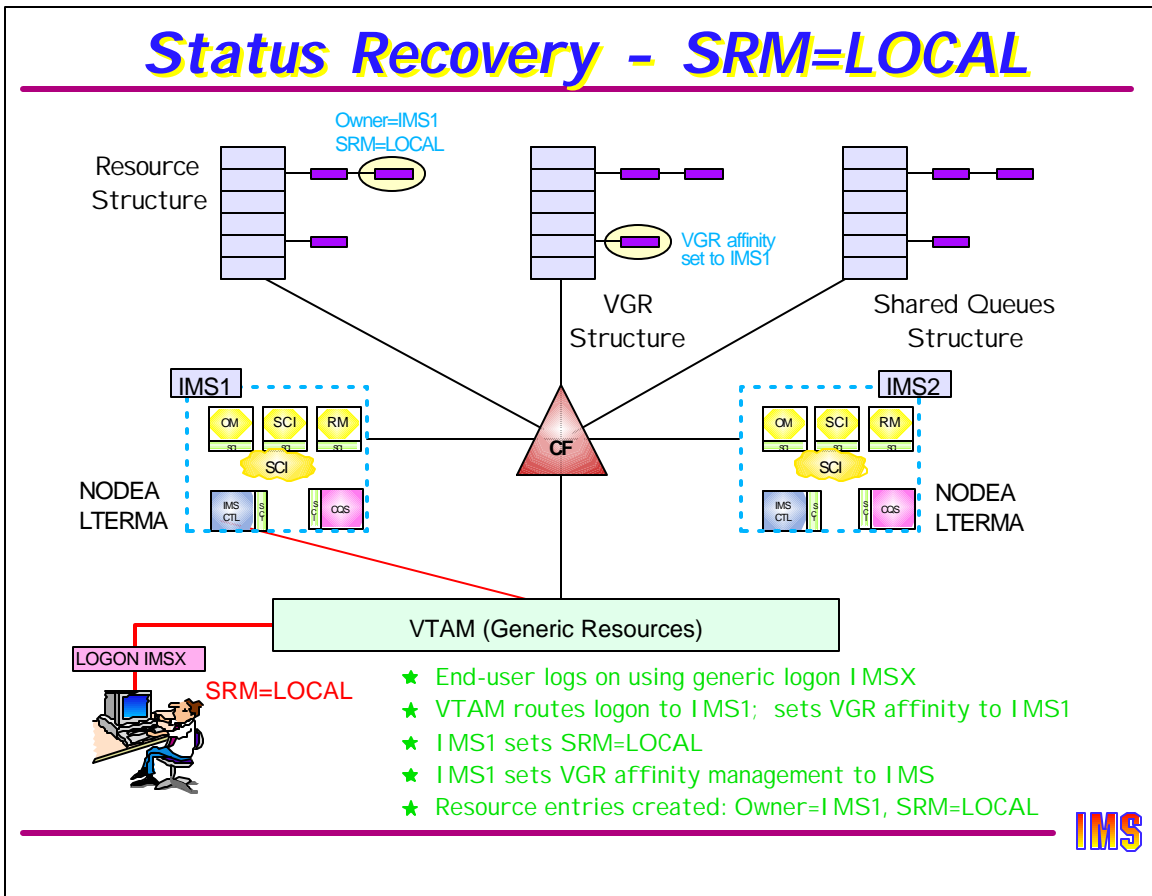 Status Recovery - SRM=LOCAL
Owner=IMS1
SRM=LOCAL
Resource
Structure
VGR affinity
set to IMS1
VGR
Structure
Shared Queues
Structure
IMS1
OM
SCI
RM
SCI
IMS
CTL
CQS
NODEA
LTERMA
CF
IMS2
OM
SCI
RM
SCI
IMS
CTL
CQS
NODEA
LTERMA
VTAM (Generic Resources)
LOGON IMSX
SRM=LOCAL
End-user logs on using generic logon IMSX
VTAM routes logon to IMS1; sets VGR affinity to IMS1
IMS1 sets SRM=LOCAL
IMS1 sets VGR affinity management to IMS
Resource entries created: Owner=IMS1, SRM=LOCAL
IMS